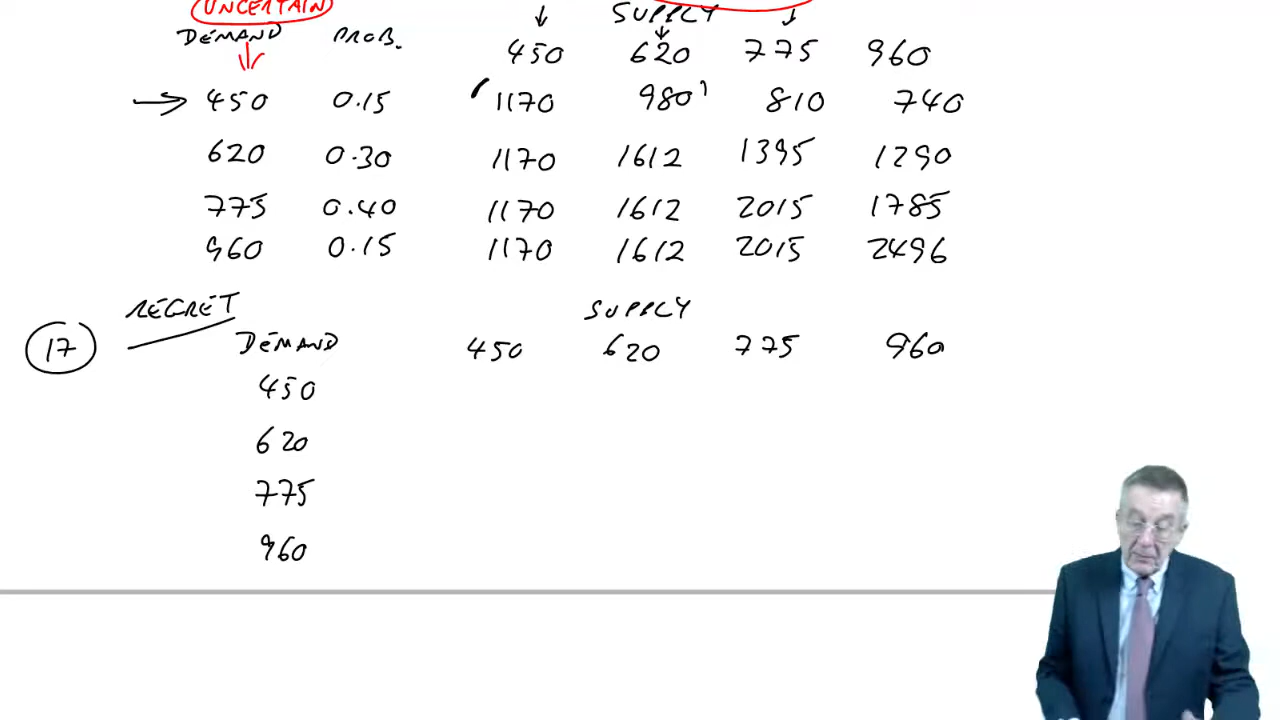 UNCERTAIN
SUPPLY
DEMAND PROB. 450 620 775 960
450 0.15 1170 980 810 740
620 0.30 1170 1612 1395 1290
775 0.40 1170 1612 2015 1785
960 0.15 1170 1612 2015 2496
REGRET SUPPLY
17 DEMAND 450 620 775 960
450
620
775
960